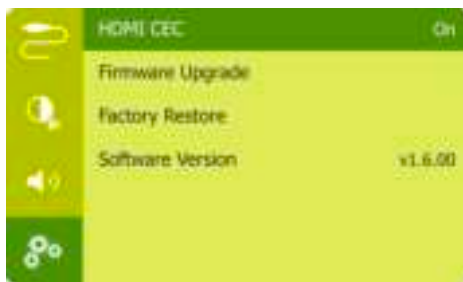 HDMI CEC On
Firmware Upgrade
Factory Restore
Software Version v1.6.00